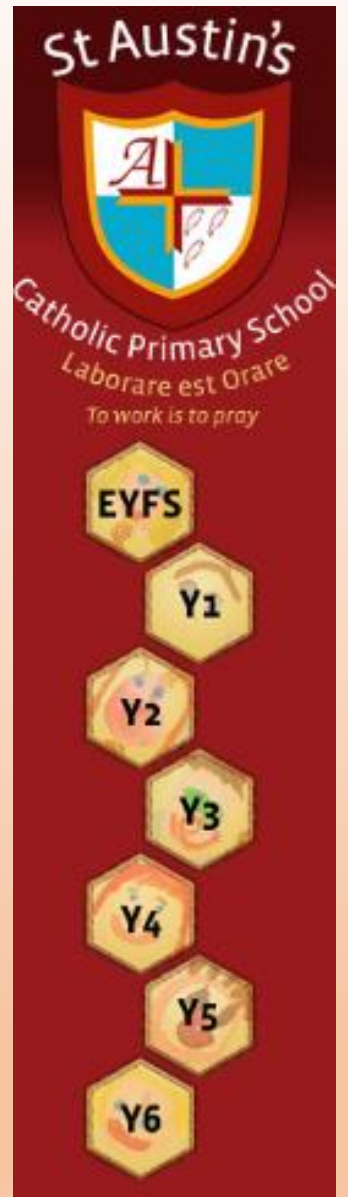 St Austin's
A
Catholic Primary School
Laborare est Orare
To work is to pray
EYFS
Y1
Y2
Y3
Y4
Y5
Y6